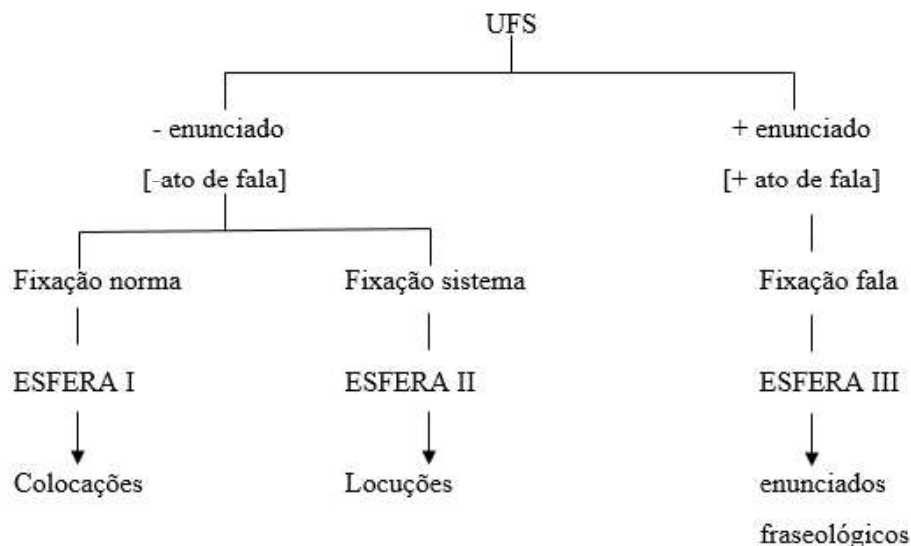 UFS
- enunciado + enunciado
[-ato de fala] [+ ato de fala]
Fixação norma Fixação sistema Fixação fala
ESFERA I ESFERA II ESFERA III
Colocações Locuções enunciados
fraseológicos